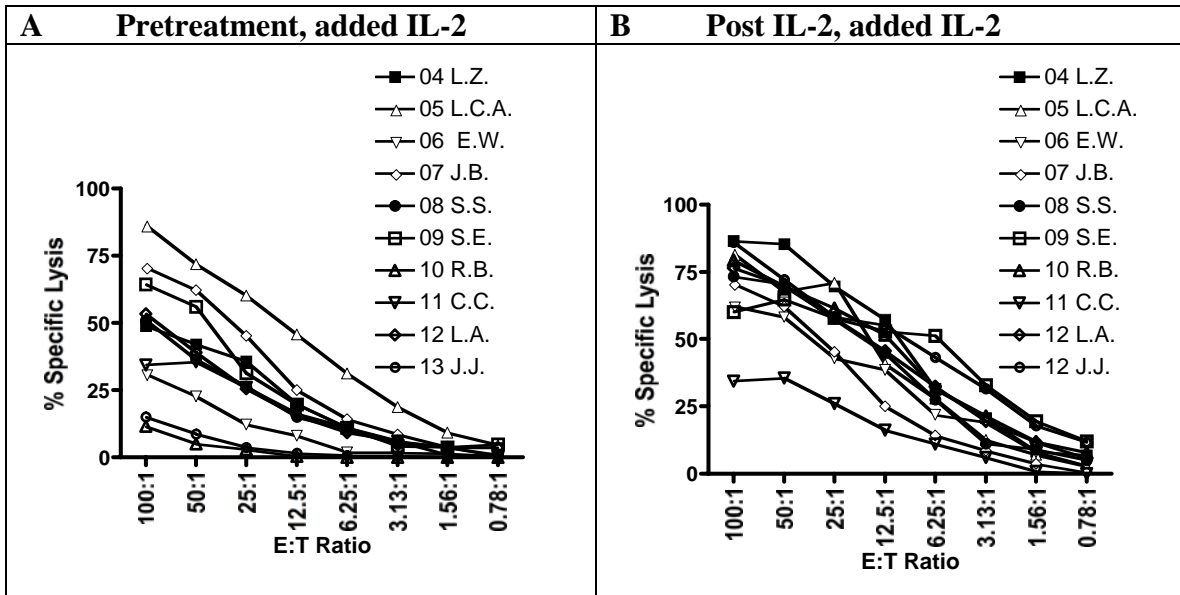 A Pretreatment, added IL-2
04 L.Z.
05 L.C.A.
06 E.W.
07 J.B.
08 S.S.
09 S.E.
10 R.B.
11 C.C.
12 L.A.
13 J.J.
% Specific Lysis
100
75
50
25
0
100:1
50:1
25:1
12.5:1
6.25:1
3.13:1
1.56:1
0.78:1
E:T Ratio
B Post IL-2, added IL-2
04 L.Z.
05 L.C.A.
06 E.W.
07 J.B.
08 S.S.
09 S.E.
10 R.B.
11 C.C.
12 L.A.
12 J.J.
% Specific Lysis
100
75
50
25
0
100:1
50:1
25:1
12.5:1
6.25:1
3.13:1
1.56:1
0.78:1
E:T Ratio